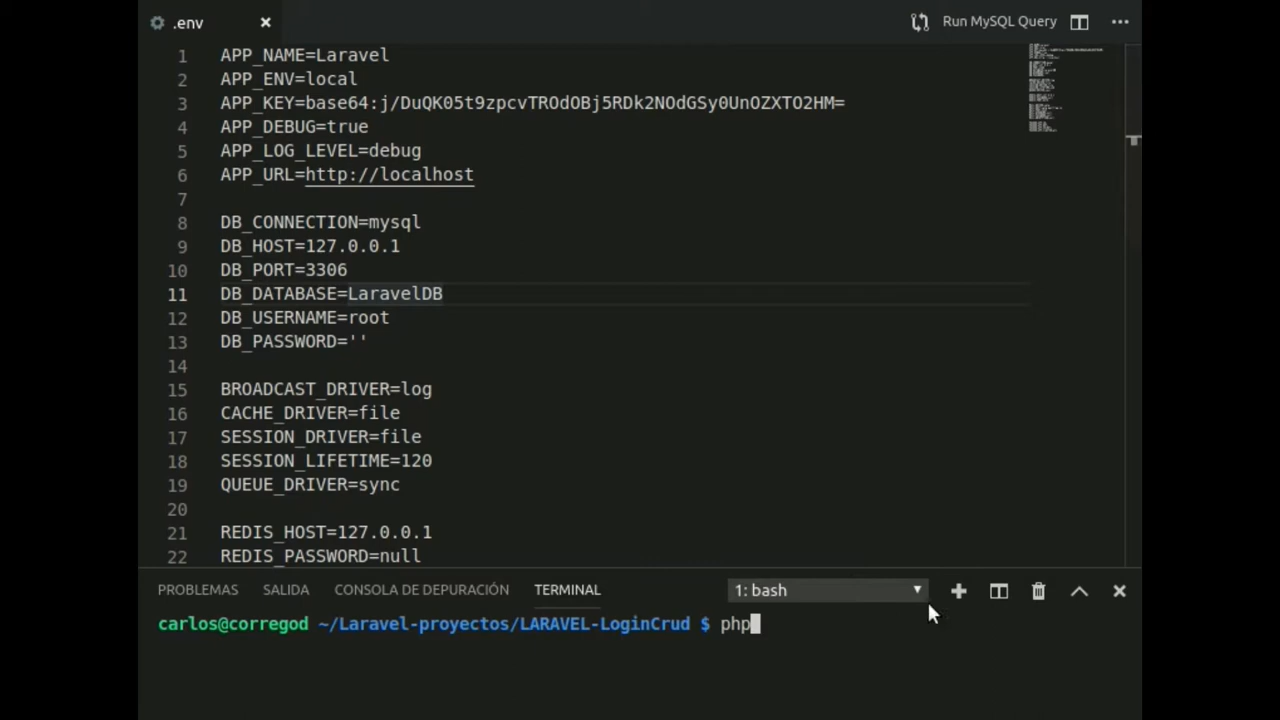 .env
Run MySQL Query
1 APP_NAME=Laravel
2 APP_ENV=local
3 APP_KEY=base64:j/DuQK05t9zpcvTROdOBj5RDk2NOdGSy0UnOZXTO2HM=
4 APP_DEBUG=true
5 APP_LOG_LEVEL=debug
6 APP_URL=http://localhost
7
8 DB_CONNECTION=mysql
9 DB_HOST=127.0.0.1
10 DB_PORT=3306
11 DB_DATABASE=LaravelDB
12 DB_USERNAME=root
13 DB_PASSWORD=''
14
15 BROADCAST_DRIVER=log
16 CACHE_DRIVER=file
17 SESSION_DRIVER=file
18 SESSION_LIFETIME=120
19 QUEUE_DRIVER=sync
20
21 REDIS_HOST=127.0.0.1
22 REDIS_PASSWORD=null
PROBLEMAS SALIDA CONSOLA DE DEPURACIÓN TERMINAL 1: bash
carlos@corregod ~/Laravel-proyectos/LARAVEL-LoginCrud $ php